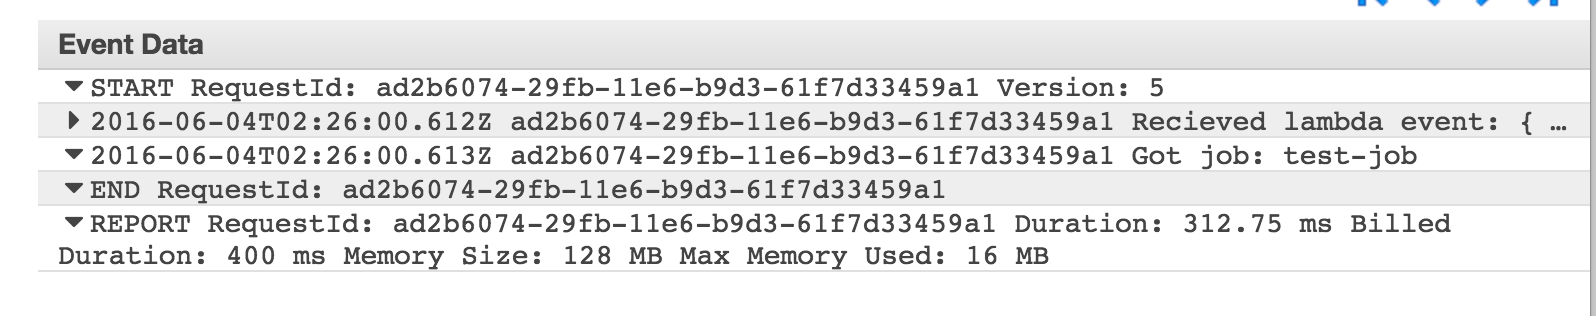 Event Data
START RequestId: ad2b6074-29fb-11e6-b9d3-61f7d33459a1 Version: 5
2016-06-04T02:26:00.612Z ad2b6074-29fb-11e6-b9d3-61f7d33459a1 Recieved lambda event: { …
2016-06-04T02:26:00.613Z ad2b6074-29fb-11e6-b9d3-61f7d33459a1 Got job: test-job
END RequestId: ad2b6074-29fb-11e6-b9d3-61f7d33459a1
REPORT RequestId: ad2b6074-29fb-11e6-b9d3-61f7d33459a1 Duration: 312.75 ms Billed
Duration: 400 ms Memory Size: 128 MB Max Memory Used: 16 MB